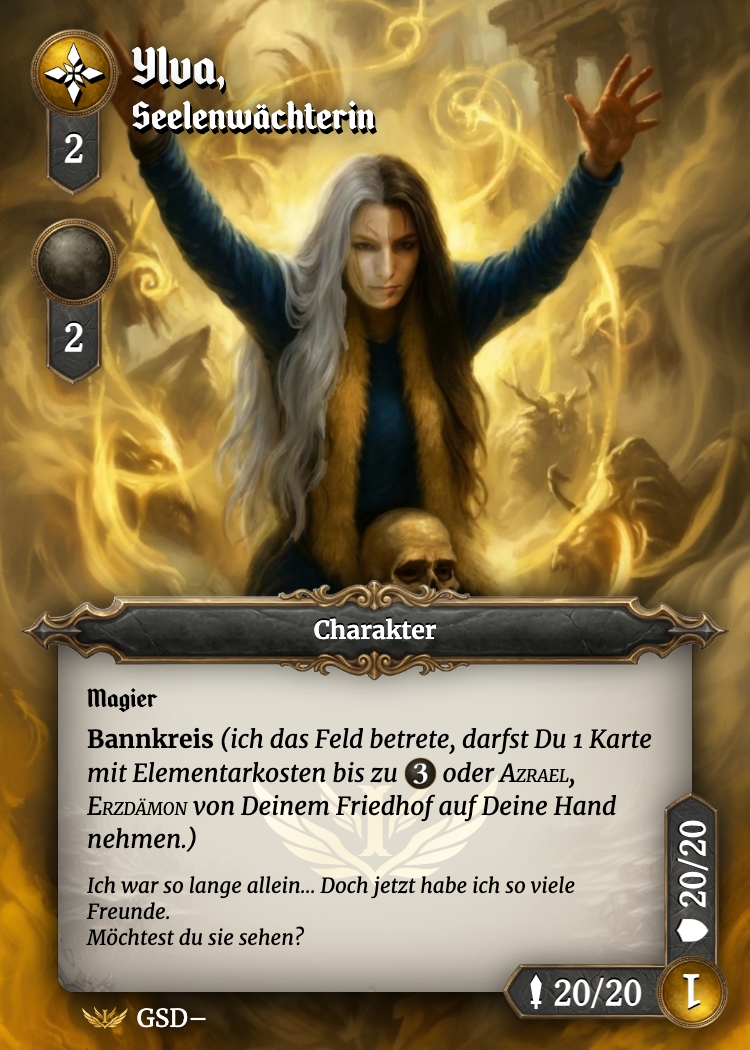 Ylva,
Seelenwächterin
2
2
Charakter
Magier
Bannkreis (ich das Feld betrete, darfst Du 1 Karte
mit Elementarkosten bis zu 3 oder AZRAEL,
ERZDÄMON von Deinem Friedhof auf Deine Hand
nehmen.)
Ich war so lange allein... Doch jetzt habe ich so viele
Freunde.
Möchtest du sie sehen?
20/20
20/20
1
GSD–